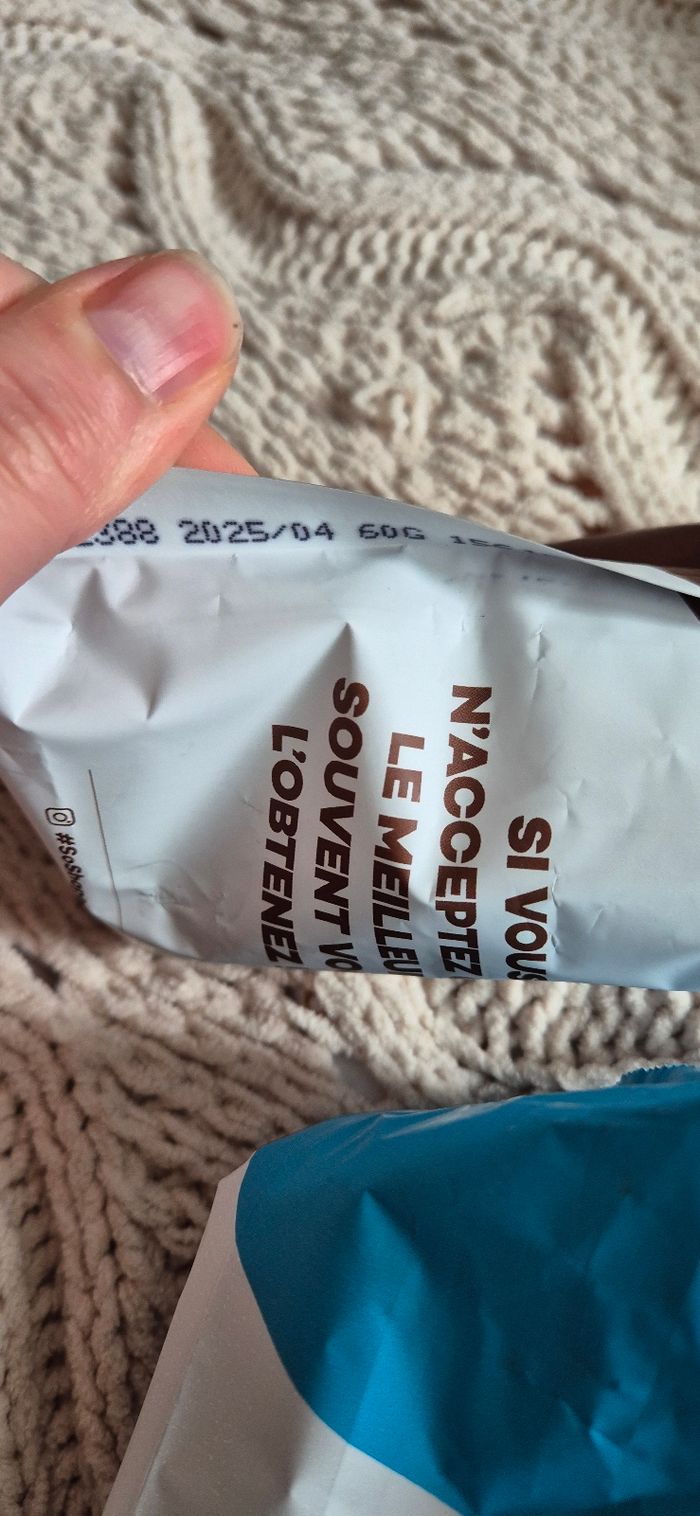 2025/04 60G
SI VOUS
N'ACCEPTEZ
LE MEILLEU
SOUVENT VO
L'OBTENEZ